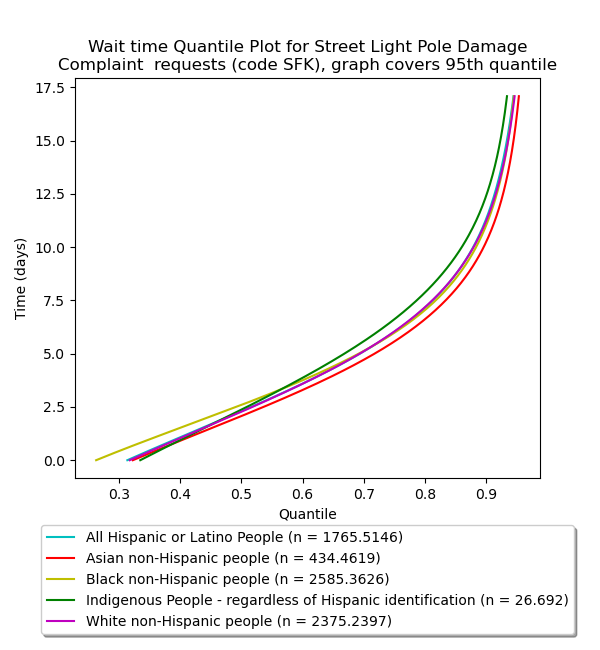 Wait time Quantile Plot for Street Light Pole Damage
Complaint  requests (code SFK), graph covers 95th quantile
17.5
15.0
12.5
10.0
7.5
5.0
2.5
0.0
Time (days)
0.3 0.4 0.5 0.6 0.7 0.8 0.9
Quantile
All Hispanic or Latino People (n = 1765.5146)
Asian non-Hispanic people (n = 434.4619)
Black non-Hispanic people (n = 2585.3626)
Indigenous People - regardless of Hispanic identification (n = 26.692)
White non-Hispanic people (n = 2375.2397)